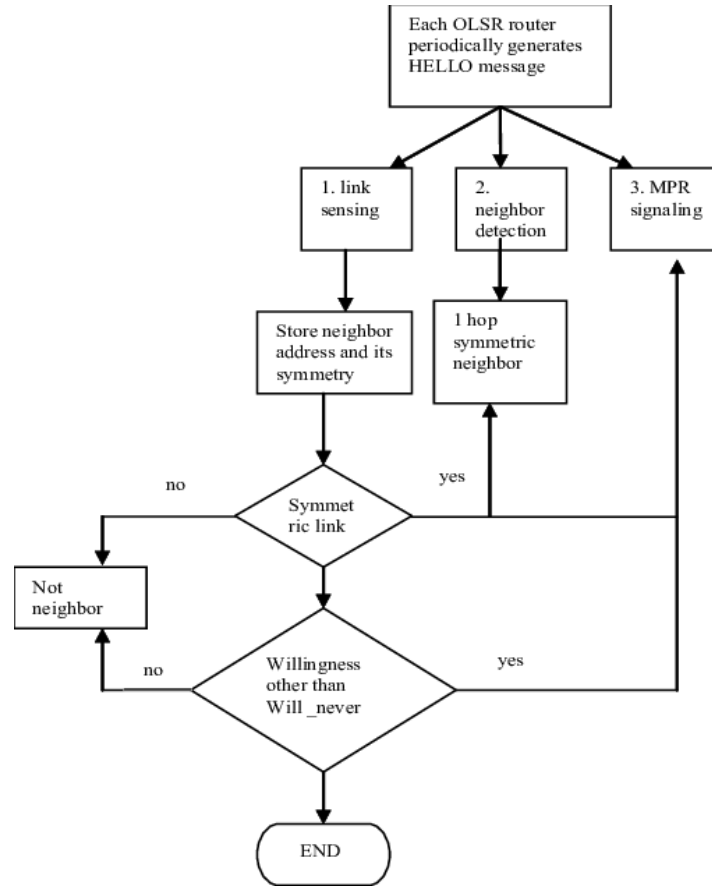 Each OLSR router
periodically generates
HELLO message
1. link
sensing
2.
neighbor
detection
3. MPR
signaling
Store neighbor
address and its
symmetry
1 hop
symmetric
neighbor
no
yes
Symmet
ric link
Not
neighbor
no
Willingness
other than
Will _never
yes
END